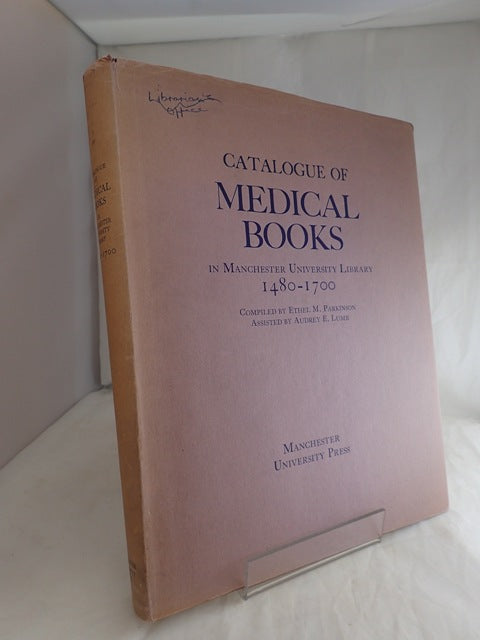 Librarian's
Office
CATALOGUE OF
MEDICAL
BOOKS
IN MANCHESTER UNIVERSITY LIBRARY
1480-1700
COMPILED BY ETHEL M. PARKINSON
ASSISTED BY AUDREY E. LUMB
MANCHESTER
UNIVERSITY PRESS